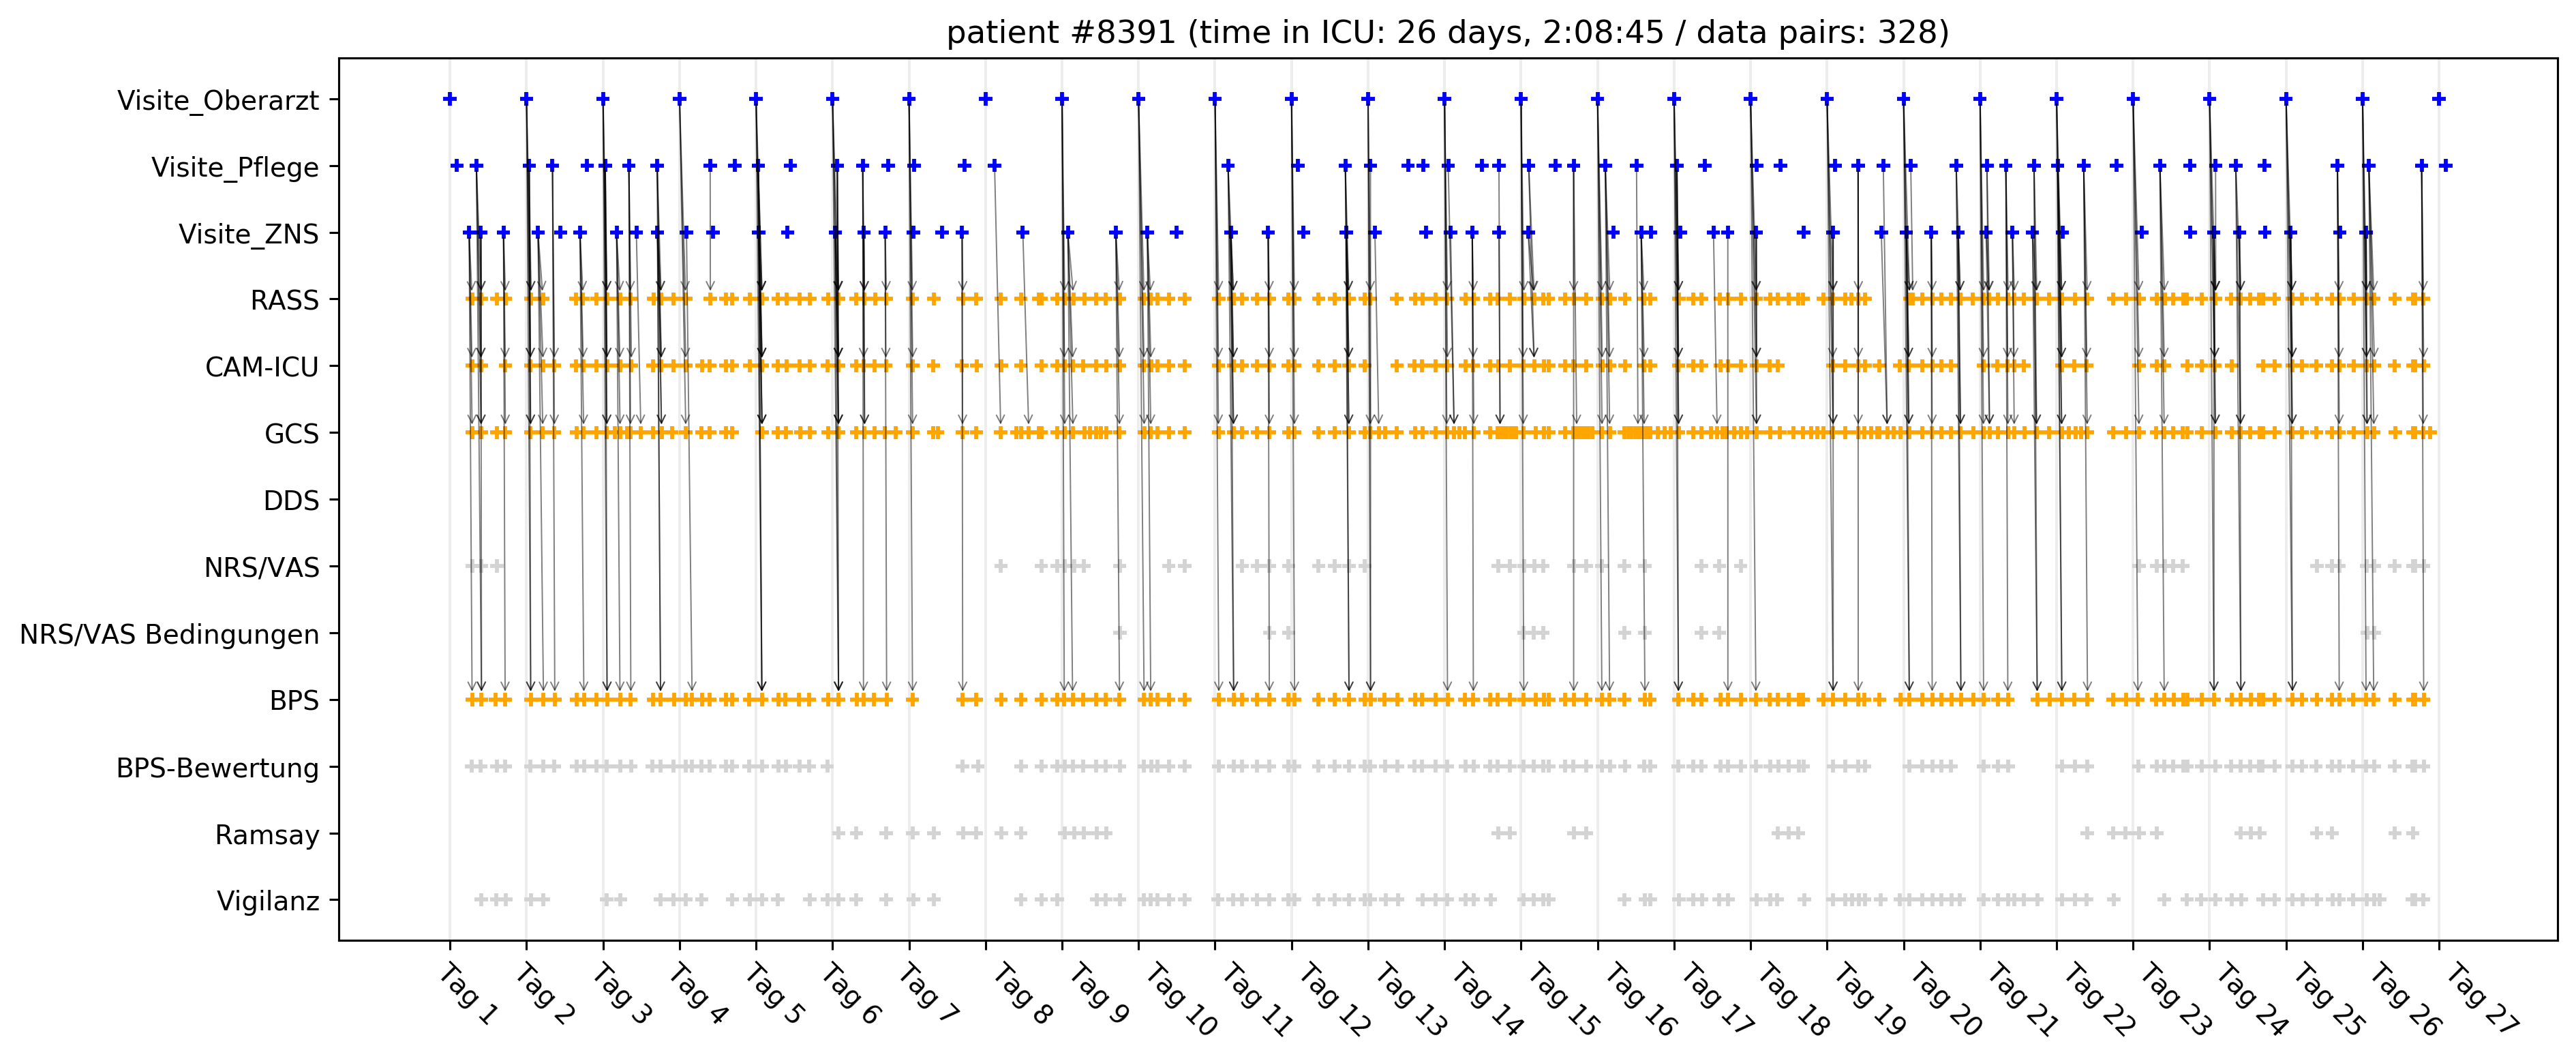 patient #8391 (time in ICU: 26 days, 2:08:45 / data pairs: 328)
Visite_Oberarzt
Visite_Pflege
Visite_ZNS
RASS
CAM-ICU
GCS
DDS
NRS/VAS
NRS/VAS Bedingungen
BPS
BPS-Bewertung
Ramsay
Vigilanz
Tag 1
Tag 2
Tag 3
Tag 4
Tag 5
Tag 6
Tag 7
Tag 8
Tag 9
Tag 10
Tag 11
Tag 12
Tag 13
Tag 14
Tag 15
Tag 16
Tag 17
Tag 18
Tag 19
Tag 20
Tag 21
Tag 22
Tag 23
Tag 24
Tag 25
Tag 26
Tag 27